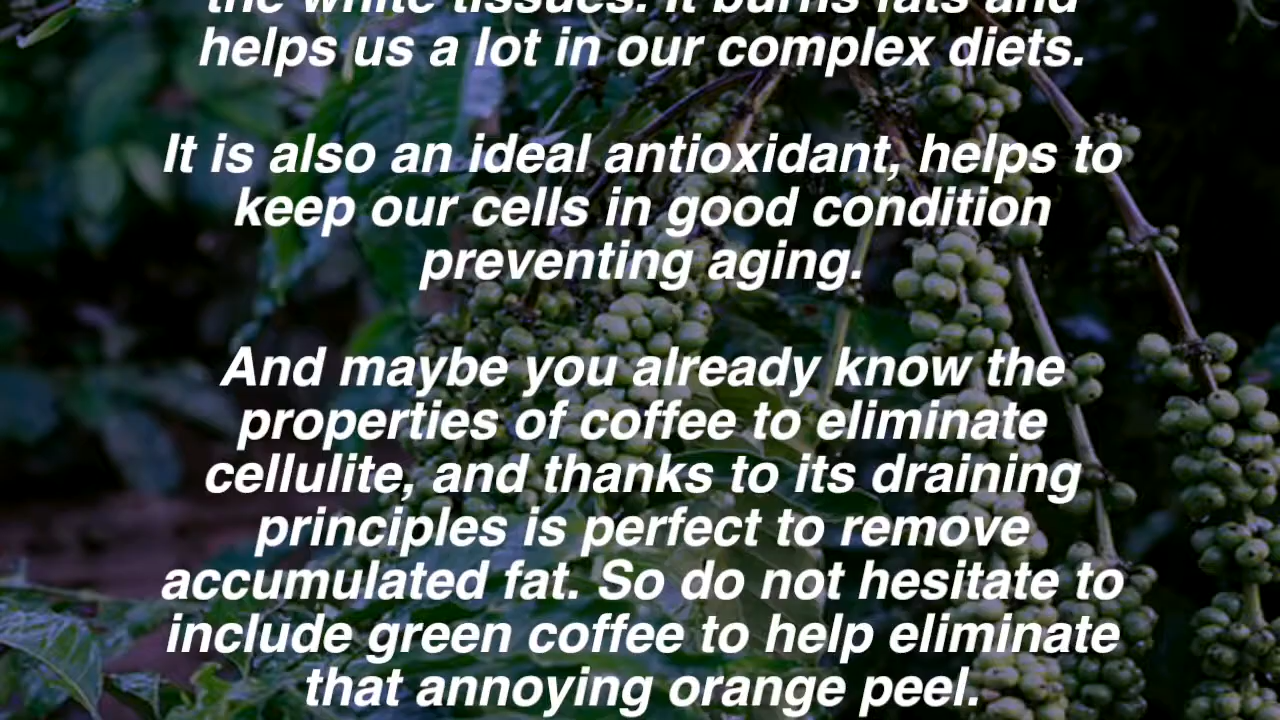 the white tissues. It burns fats and
helps us a lot in our complex diets.
It is also an ideal antioxidant, helps to
keep our cells in good condition
preventing aging.
And maybe you already know the
properties of coffee to eliminate
cellulite, and thanks to its draining
principles is perfect to remove
accumulated fat. So do not hesitate to
include green coffee to help eliminate
that annoying orange peel.